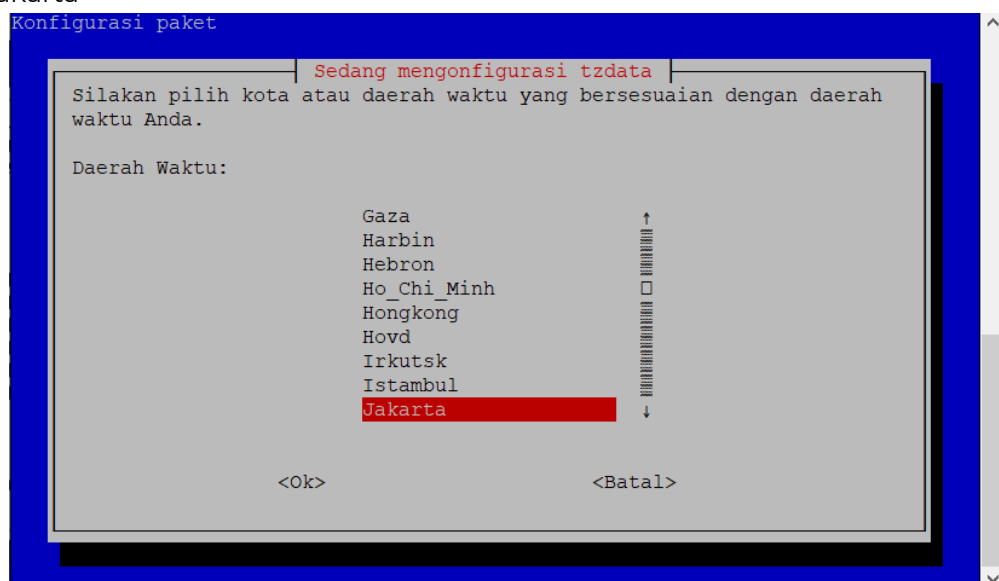 Konfigurasi paket
Sedang mengonfigurasi tzdata
Silakan pilih kota atau daerah waktu yang bersesuaian dengan daerah
waktu Anda.
Daerah Waktu:
Gaza
Harbin
Hebron
Ho_Chi_Minh
Hongkong
Hovd
Irkutsk
Istambul
Jakarta
<Ok> <Batal>